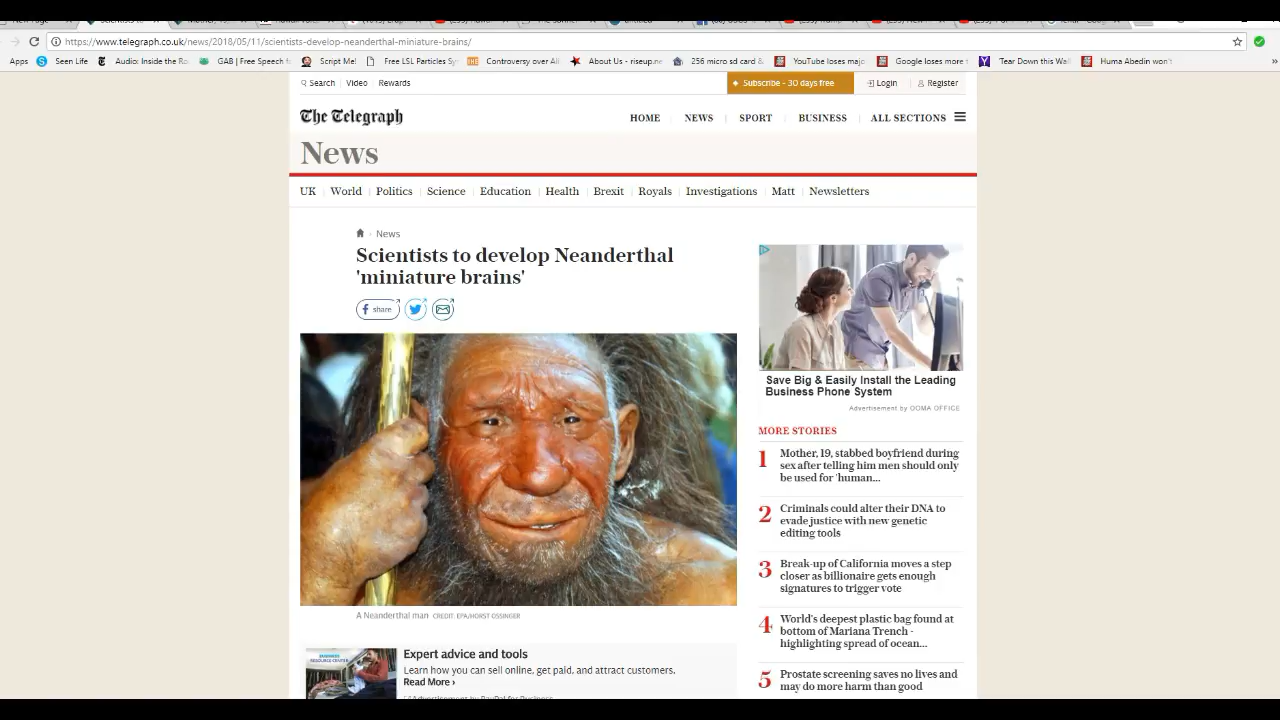 https://www.telegraph.co.uk/news/2018/05/11/scientists-develop-neanderthal-miniature-brains/
Apps Seen Life Audio: Inside the Ro GAB | Free Speech f Script Me! Free LSL Particles Sy Controversy over Ali About Us - riseup.ne 256 micro sd card & YouTube loses majo Google loses more t Tear Down this Wal Huma Abedin won't »
Search Video Rewards Subscribe - 30 days free Login Register
The Telegraph HOME NEWS SPORT BUSINESS ALL SECTIONS
News
UK World Politics Science Education Health Brexit Royals Investigations Matt Newsletters
News
Scientists to develop Neanderthal
'miniature brains'
share
A Neanderthal man CREDIT: EPA/HORST OSSINGER
Expert advice and tools
Learn how you can sell online, get paid, and attract customers.
Read More ›
Advertisement by PayPal for Business
Save Big & Easily Install the Leading
Business Phone System
Advertisement by OOMA OFFICE
MORE STORIES
1 Mother, 19, stabbed boyfriend during
sex after telling him men should only
be used for 'human...
2 Criminals could alter their DNA to
evade justice with new genetic
editing tools
3 Break-up of California moves a step
closer as billionaire gets enough
signatures to trigger vote
4 World's deepest plastic bag found at
bottom of Mariana Trench -
highlighting spread of ocean...
5 Prostate screening saves no lives and
may do more harm than good